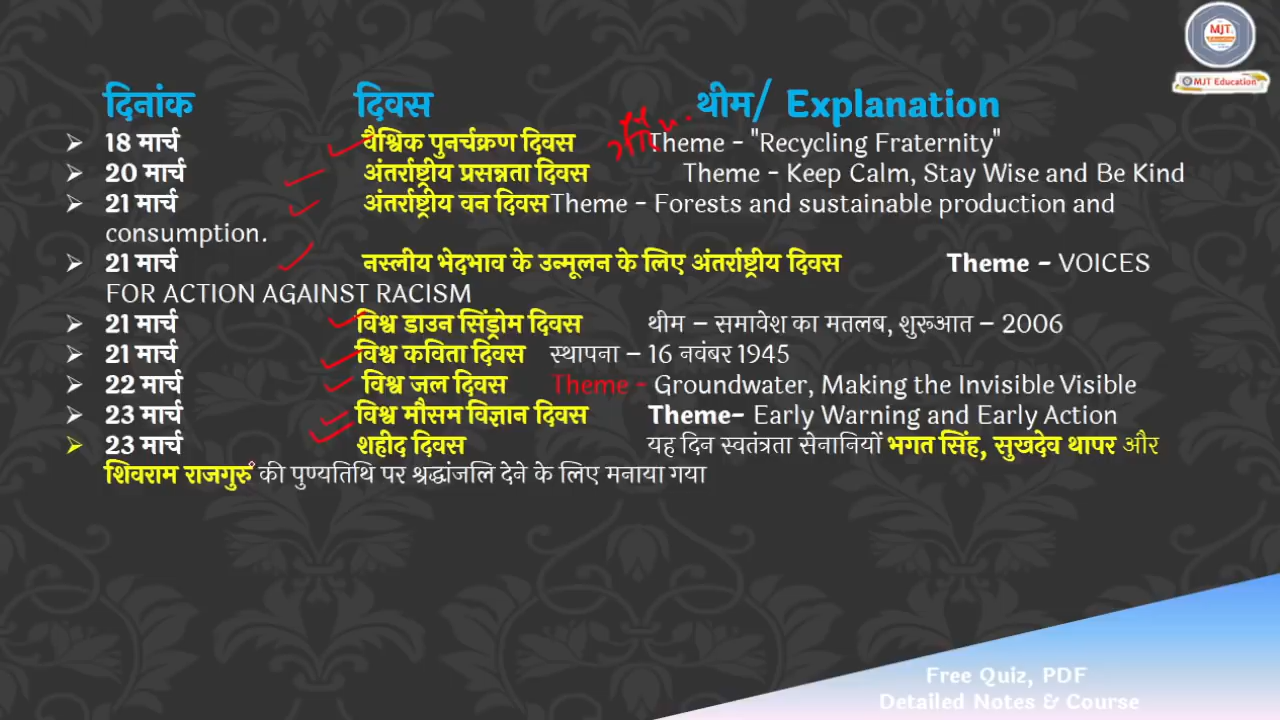 MJT
Education
MJT Education
दिनांक दिवस थीम/ Explanation
➢ 18 मार्च वैश्विक पुनर्चक्रण दिवस Theme - "Recycling Fraternity"
➢ 20 मार्च अंतर्राष्ट्रीय प्रसन्नता दिवस Theme - Keep Calm, Stay Wise and Be Kind
➢ 21 मार्च अंतर्राष्ट्रीय वन दिवस Theme - Forests and sustainable production and
consumption.
➢ 21 मार्च नस्लीय भेदभाव के उन्मूलन के लिए अंतर्राष्ट्रीय दिवस Theme - VOICES
FOR ACTION AGAINST RACISM
➢ 21 मार्च विश्व डाउन सिंड्रोम दिवस थीम – समावेश का मतलब, शुरूआत – 2006
➢ 21 मार्च विश्व कविता दिवस स्थापना – 16 नवंबर 1945
➢ 22 मार्च विश्व जल दिवस Theme - Groundwater, Making the Invisible Visible
➢ 23 मार्च विश्व मौसम विज्ञान दिवस Theme- Early Warning and Early Action
➢ 23 मार्च शहीद दिवस यह दिन स्वतंत्रता सेनानियों भगत सिंह, सुखदेव थापर और
शिवराम राजगुरु की पुण्यतिथि पर श्रद्धांजलि देने के लिए मनाया गया
Free Quiz, PDF
Detailed Notes & Course